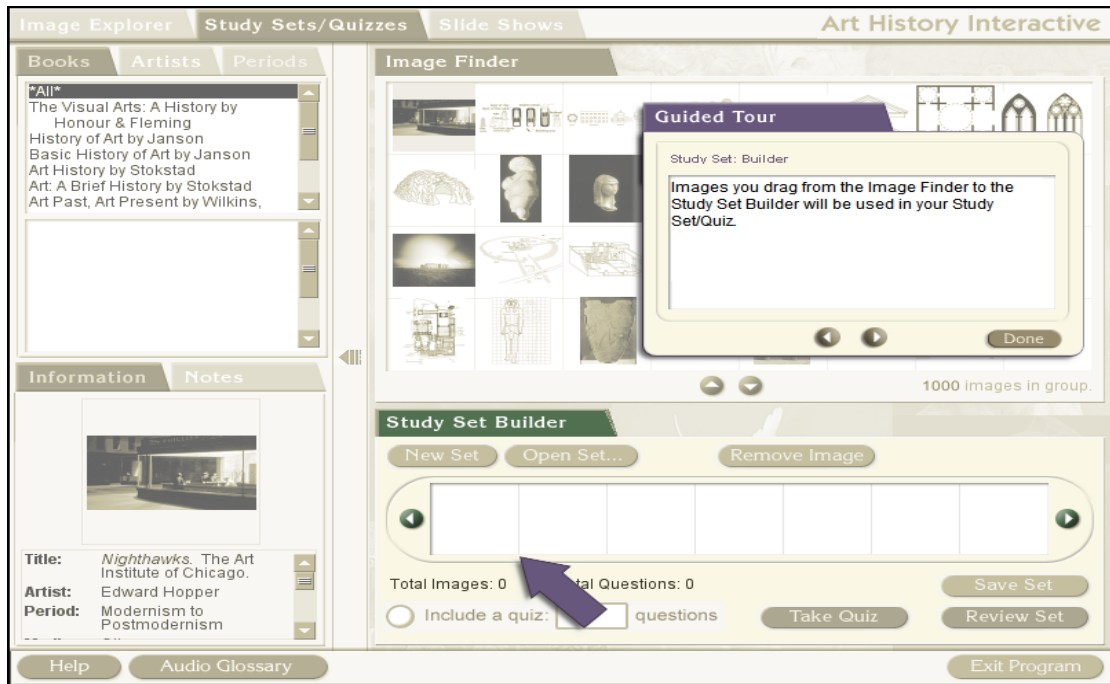 Image Explorer
Study Sets/Quizzes
Slide Shows
Art History Interactive
Books
Artists
Periods
*All*
The Visual Arts: A History by
Honour & Fleming
History of Art by Janson
Basic History of Art by Janson
Art History by Stokstad
Art: A Brief History by Stokstad
Art Past, Art Present by Wilkins,
Information
Notes
Title: Nighthawks. The Art
Institute of Chicago.
Artist: Edward Hopper
Period: Modernism to
Postmodernism
Image Finder
Guided Tour
Study Set: Builder
Images you drag from the Image Finder to the
Study Set Builder will be used in your Study
Set/Quiz.
Done
1000 images in group.
Study Set Builder
New Set
Open Set...
Remove Image
Total Images: 0
Questions: 0
Save Set
Include a quiz: questions
Take Quiz
Review Set
Help
Audio Glossary
Exit Program